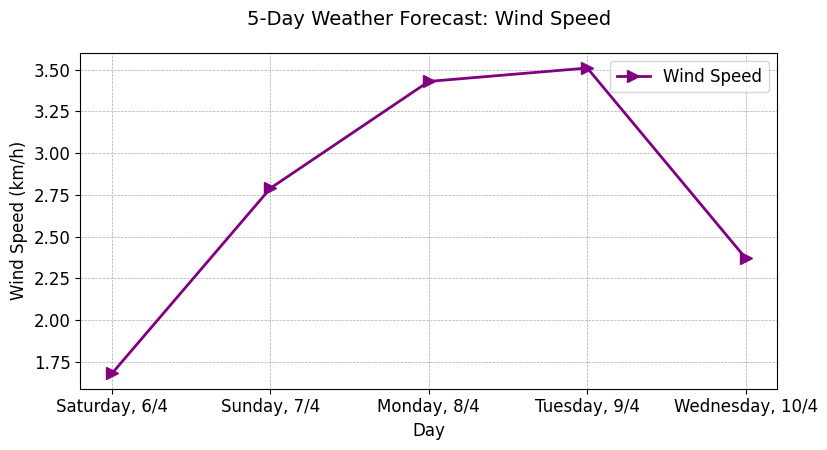 5-Day Weather Forecast: Wind Speed
Wind Speed
Wind Speed (km/h)
3.50
3.25
3.00
2.75
2.50
2.25
2.00
1.75
Saturday, 6/4
Sunday, 7/4
Monday, 8/4
Tuesday, 9/4
Wednesday, 10/4
Day